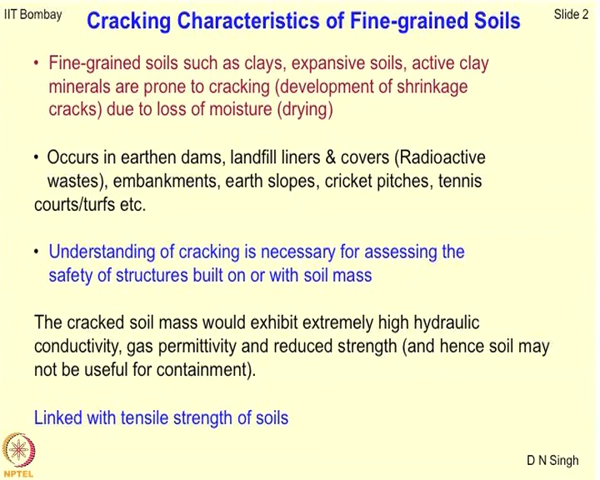 IIT Bombay
Cracking Characteristics of Fine-grained Soils
Slide 2
• Fine-grained soils such as clays, expansive soils, active clay
minerals are prone to cracking (development of shrinkage
cracks) due to loss of moisture (drying)
• Occurs in earthen dams, landfill liners & covers (Radioactive
wastes), embankments, earth slopes, cricket pitches, tennis
courts/turfs etc.
• Understanding of cracking is necessary for assessing the
safety of structures built on or with soil mass
The cracked soil mass would exhibit extremely high hydraulic
conductivity, gas permittivity and reduced strength (and hence soil may
not be useful for containment).
Linked with tensile strength of soils
NPTEL
D N Singh